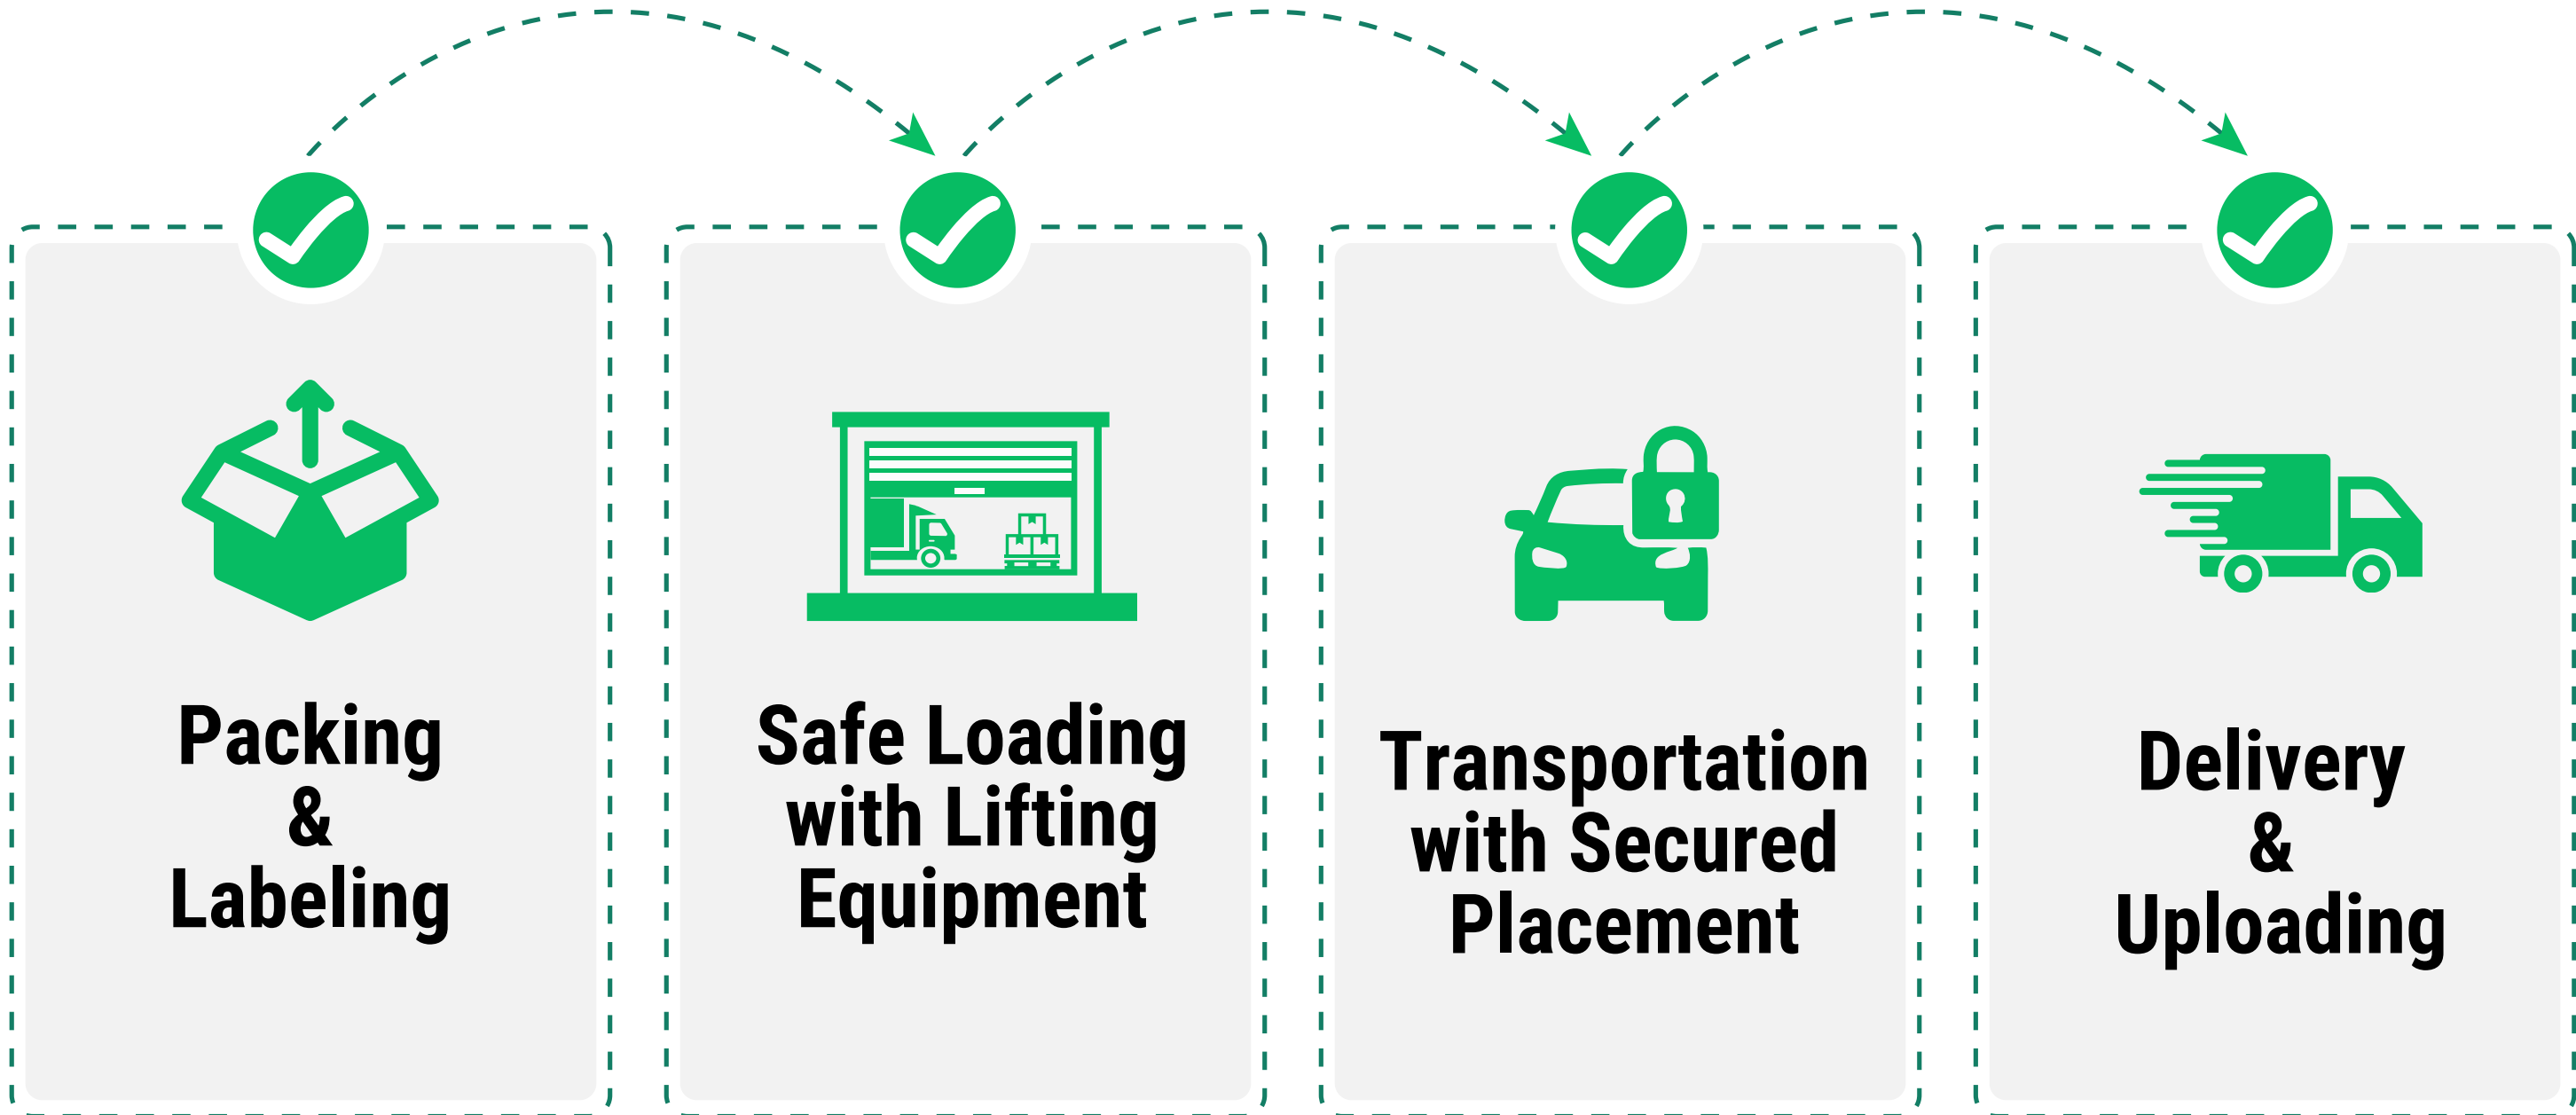 Packing
&
Labeling
Safe Loading
with Lifting
Equipment
Transportation
with Secured
Placement
Delivery
&
Uploading